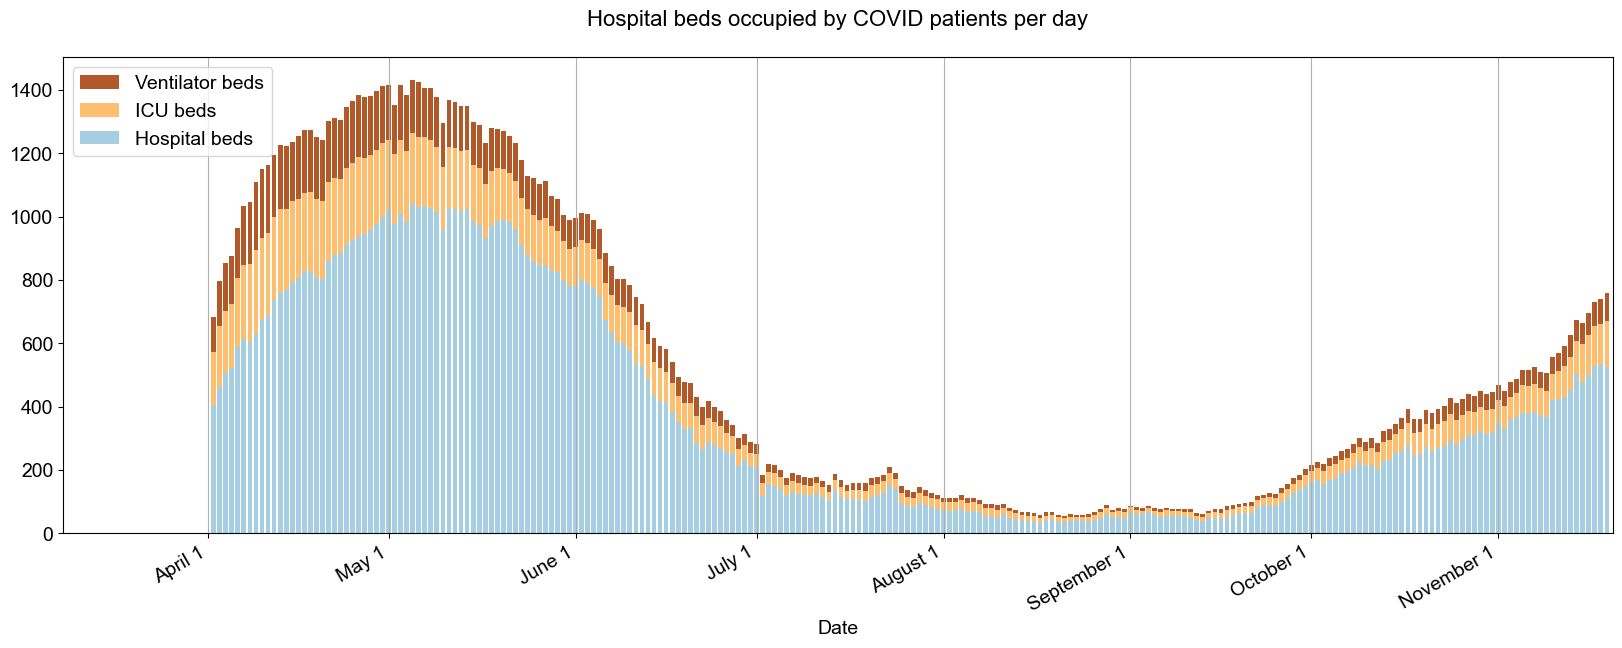 Hospital beds occupied by COVID patients per day
Ventilator beds
ICU beds
Hospital beds
1400
1200
1000
800
600
400
200
0
April 1
May 1
June 1
July 1
August 1
September 1
October 1
November 1
Date